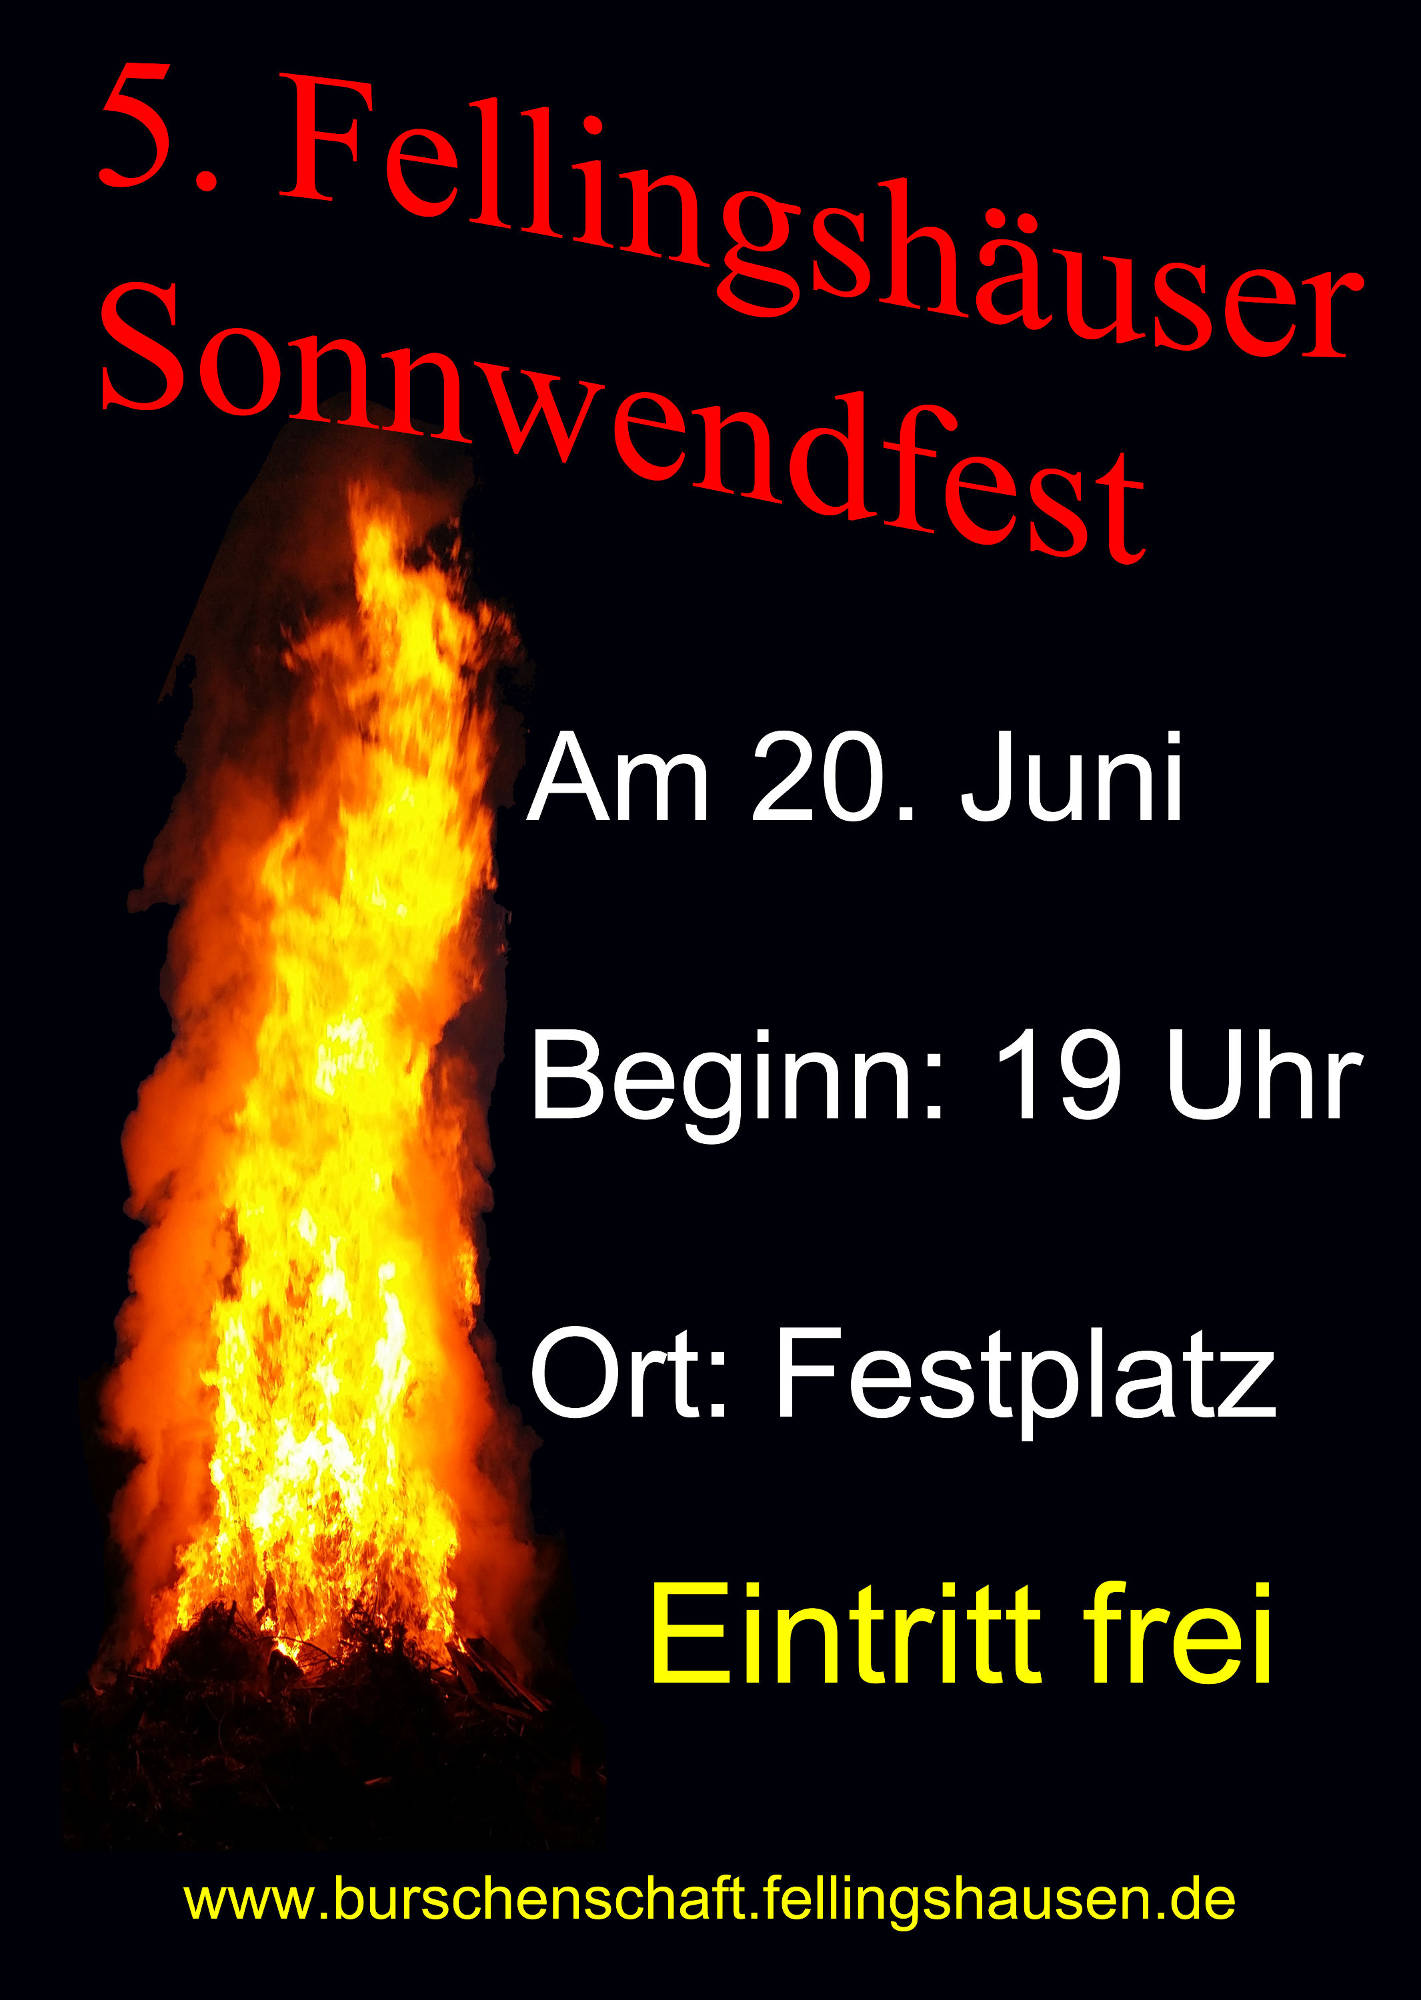 5. Fellingshäuser
Sonnwendfest
Am 20. Juni
Beginn: 19 Uhr
Ort: Festplatz
Eintritt frei
www.burschenschaft.fellingshausen.de